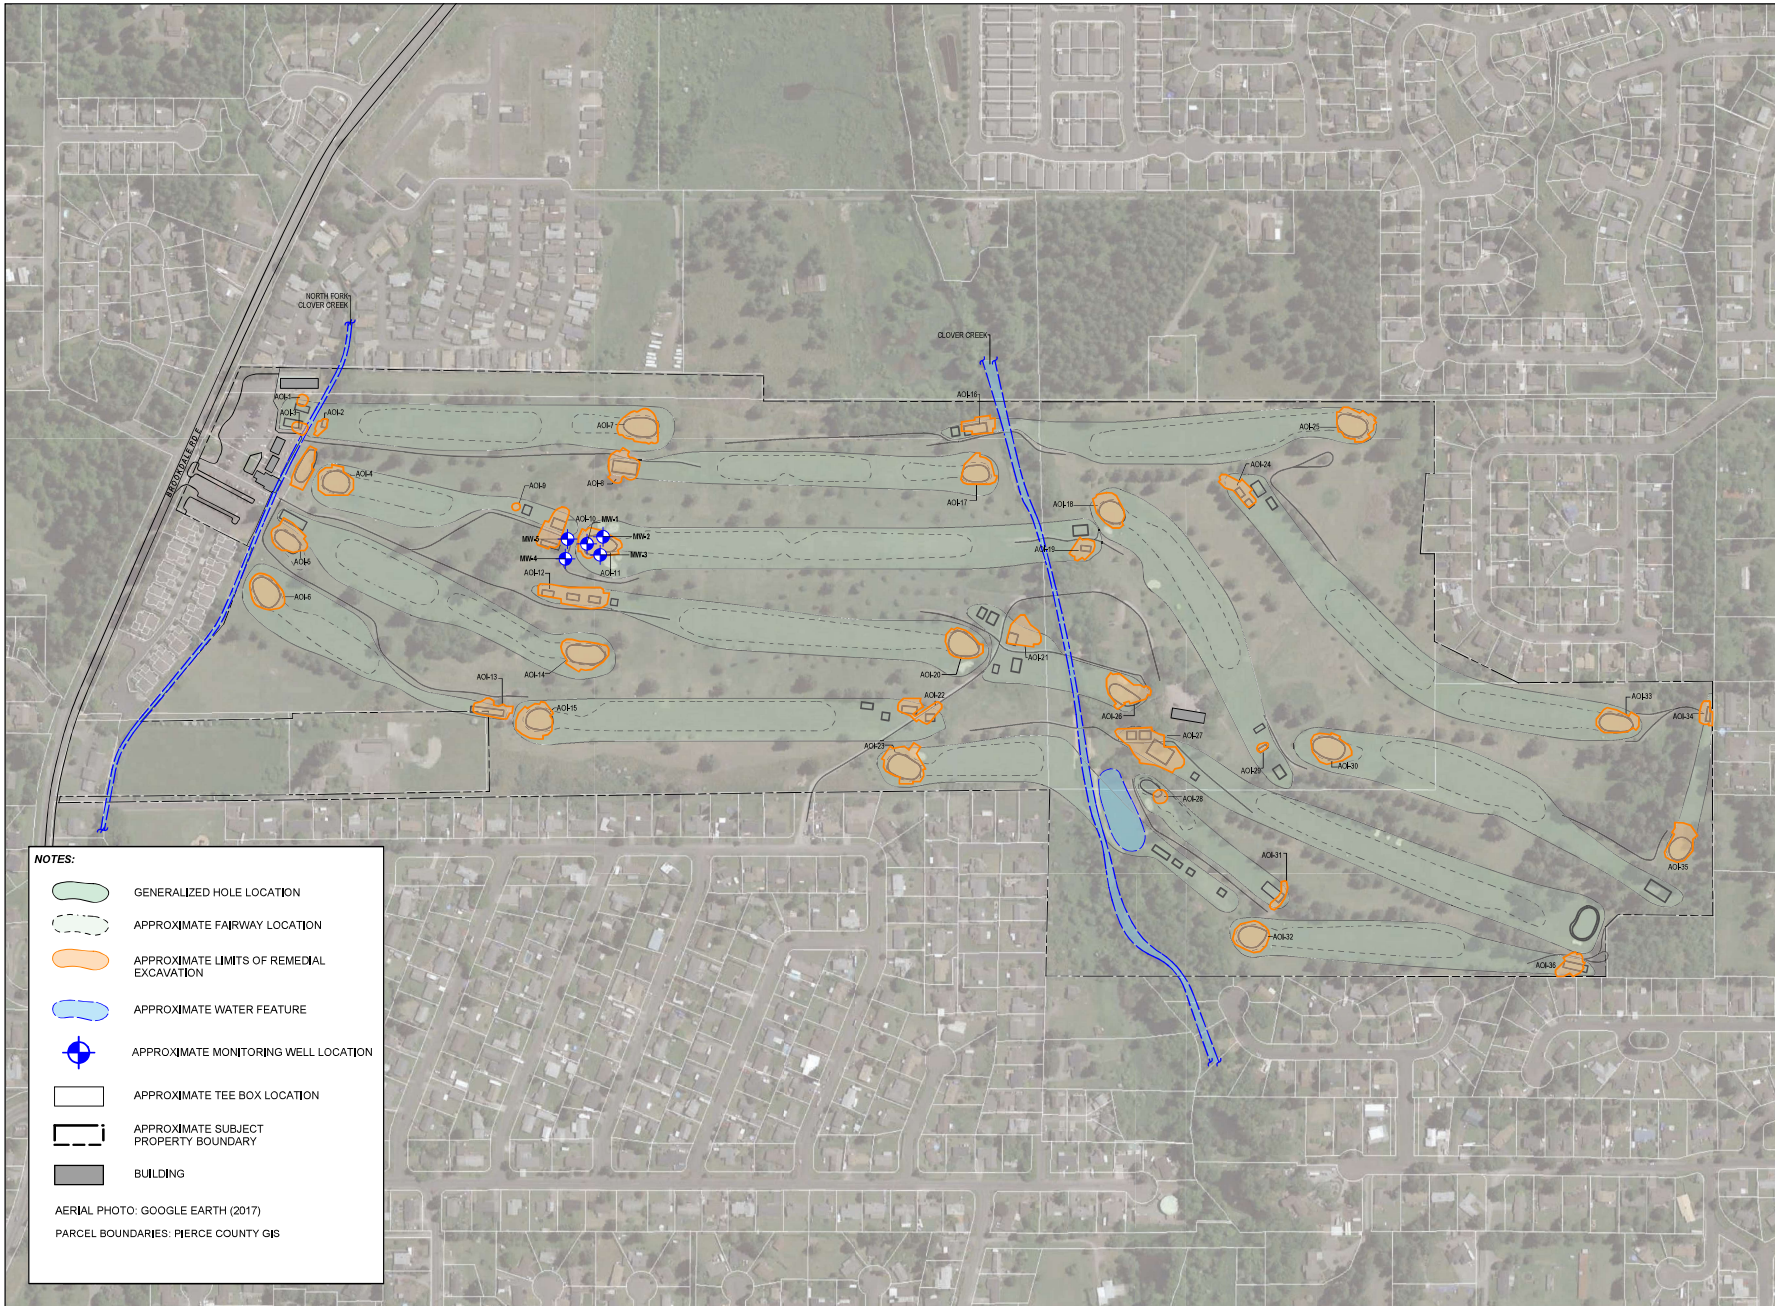 NORTH FORK
CLOVER CREEK
CLOVER CREEK
BROOKDALE RD E
AOI-1
AOI-3
AOI-2
AOI-4
AOI-7
AOI-8
AOI-9
AOI-10
MW-1
MW-2
MW-5
MW-3
MW-4
AOI-11
AOI-12
AOI-5
AOI-6
AOI-14
AOI-13
AOI-15
AOI-16
AOI-17
AOI-18
AOI-19
AOI-20
AOI-21
AOI-22
AOI-23
AOI-24
AOI-25
AOI-26
AOI-27
AOI-28
AOI-29
AOI-30
AOI-31
AOI-32
AOI-33
AOI-34
AOI-35
AOI-36
NOTES:
GENERALIZED HOLE LOCATION
APPROXIMATE FAIRWAY LOCATION
APPROXIMATE LIMITS OF REMEDIAL
EXCAVATION
APPROXIMATE WATER FEATURE
APPROXIMATE MONITORING WELL LOCATION
APPROXIMATE TEE BOX LOCATION
APPROXIMATE SUBJECT
PROPERTY BOUNDARY
BUILDING
AERIAL PHOTO: GOOGLE EARTH (2017)
PARCEL BOUNDARIES: PIERCE COUNTY GIS